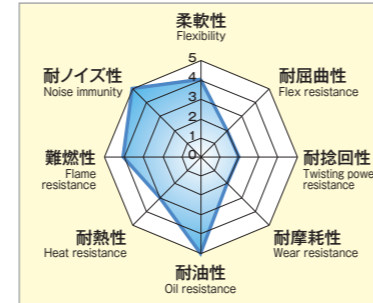 柔軟性
Flexibility
5
4
3
2
1
0
耐ノイズ性
Noise immunity
耐屈曲性
Flex resistance
難燃性
Flame
resistance
耐捻回性
Twisting power
resistance
耐熱性
Heat resistance
耐摩耗性
Wear resistance
耐油性
Oil resistance